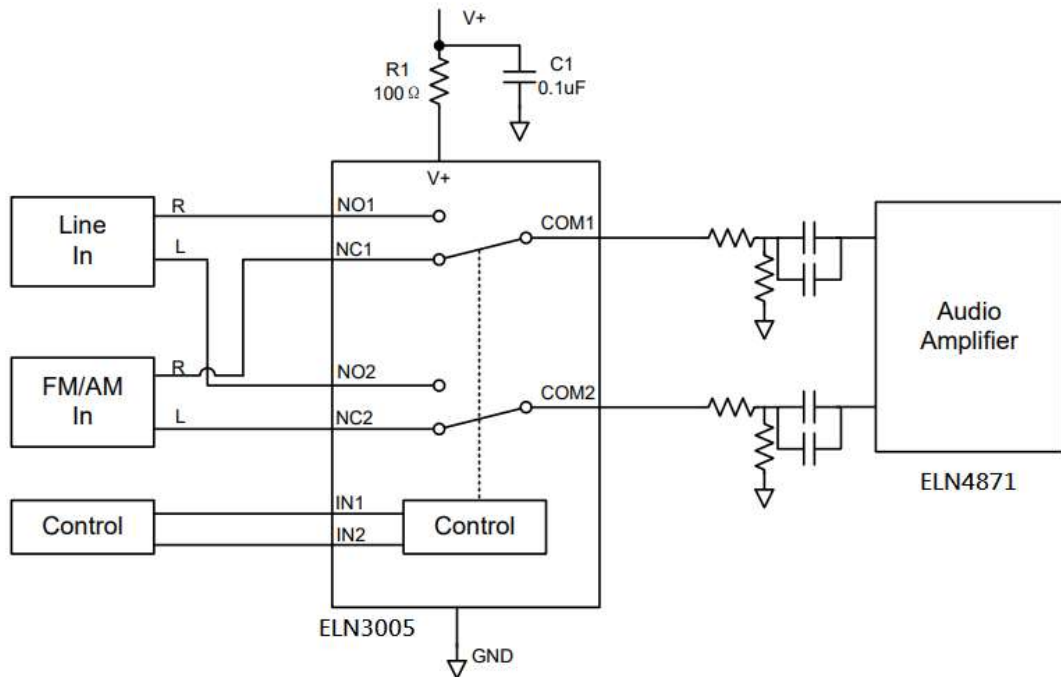 V+
R1
100Ω
C1
0.1uF
V+
Line
In
R
L
NO1
NC1
COM1
FM/AM
In
R
L
NO2
NC2
COM2
Audio
Amplifier
ELN4871
Control
IN1
IN2
Control
ELN3005
GND